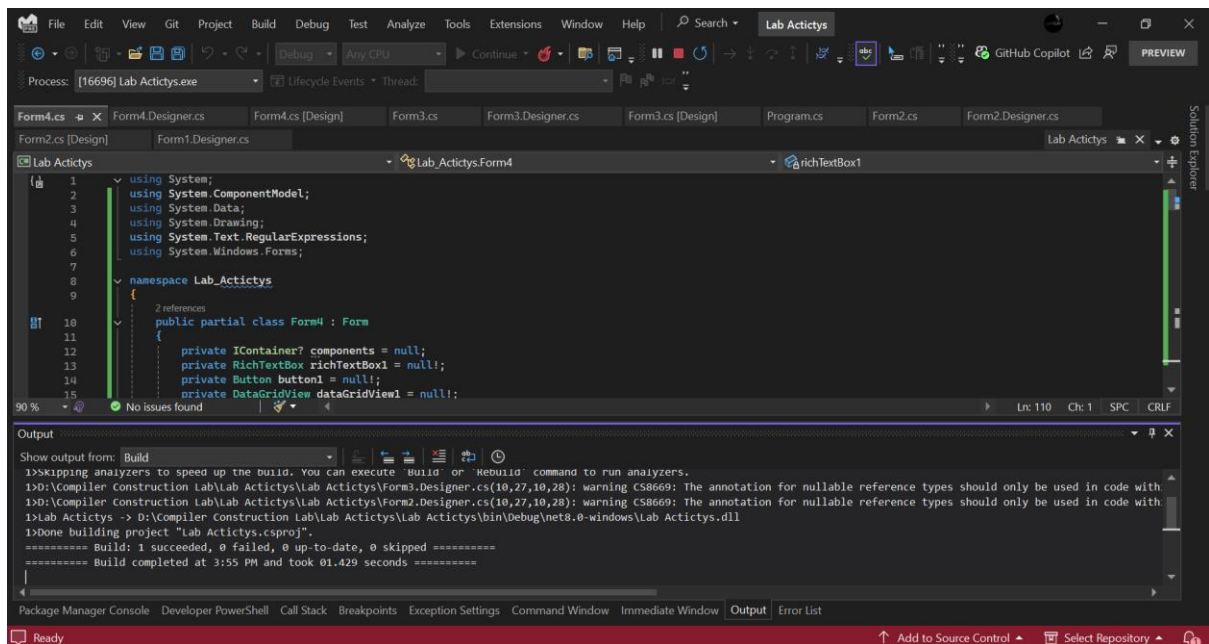 File Edit View Git Project Build Debug Test Analyze Tools Extensions Window Help Search Lab Actictys
Debug Any CPU Continue GitHub Copilot PREVIEW
Process: [16696] Lab Actictys.exe Lifecycle Events Thread:
Form4.cs Form4.Designer.cs Form4.cs [Design] Form3.cs Form3.Designer.cs Form3.cs [Design] Program.cs Form2.cs Form2.Designer.cs
Form2.cs [Design] Form1.Designer.cs Lab Actictys
Solution Explorer
Lab Actictys Lab_Actictys.Form4 richTextBox1
1 using System;
2 using System.ComponentModel;
3 using System.Data;
4 using System.Drawing;
5 using System.Text.RegularExpressions;
6 using System.Windows.Forms;
7
8 namespace Lab_Actictys
9 {
2 references
10 public partial class Form4 : Form
11 {
12 private IContainer? components = null;
13 private RichTextBox richTextBox1 = null!;
14 private Button button1 = null!;
15 private DataGridView dataGridView1 = null!;
90 % No issues found Ln: 110 Ch: 1 SPC CRLF
Output
Show output from: Build
1>Skipping analyzers to speed up the build. You can execute 'Build' or 'Rebuild' command to run analyzers.
1>D:\Compiler Construction Lab\Lab Actictys\Lab Actictys\Form3.Designer.cs(10,27,10,28): warning CS8669: The annotation for nullable reference types should only be used in code with
1>D:\Compiler Construction Lab\Lab Actictys\Lab Actictys\Form2.Designer.cs(10,27,10,28): warning CS8669: The annotation for nullable reference types should only be used in code with
1>Lab Actictys -> D:\Compiler Construction Lab\Lab Actictys\Lab Actictys\bin\Debug\net8.0-windows\Lab Actictys.dll
1>Done building project "Lab Actictys.csproj".
========== Build: 1 succeeded, 0 failed, 0 up-to-date, 0 skipped ==========
========== Build completed at 3:55 PM and took 01.429 seconds ==========
Package Manager Console Developer PowerShell Call Stack Breakpoints Exception Settings Command Window Immediate Window Output Error List
Ready Add to Source Control Select Repository